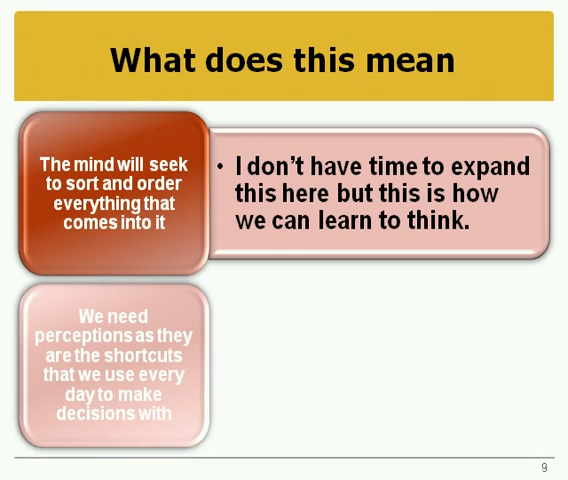 What does this mean
The mind will seek
to sort and order
everything that
comes into it
• I don't have time to expand
this here but this is how
we can learn to think.
We need
perceptions as they
are the shortcuts
that we use every
day to make
decisions with
9